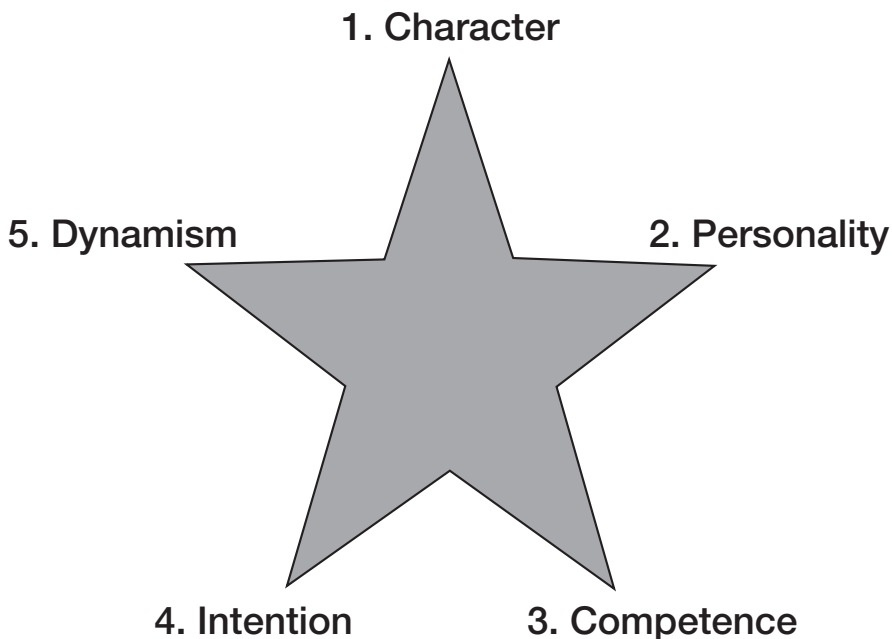 1. Character
5. Dynamism
2. Personality
4. Intention
3. Competence